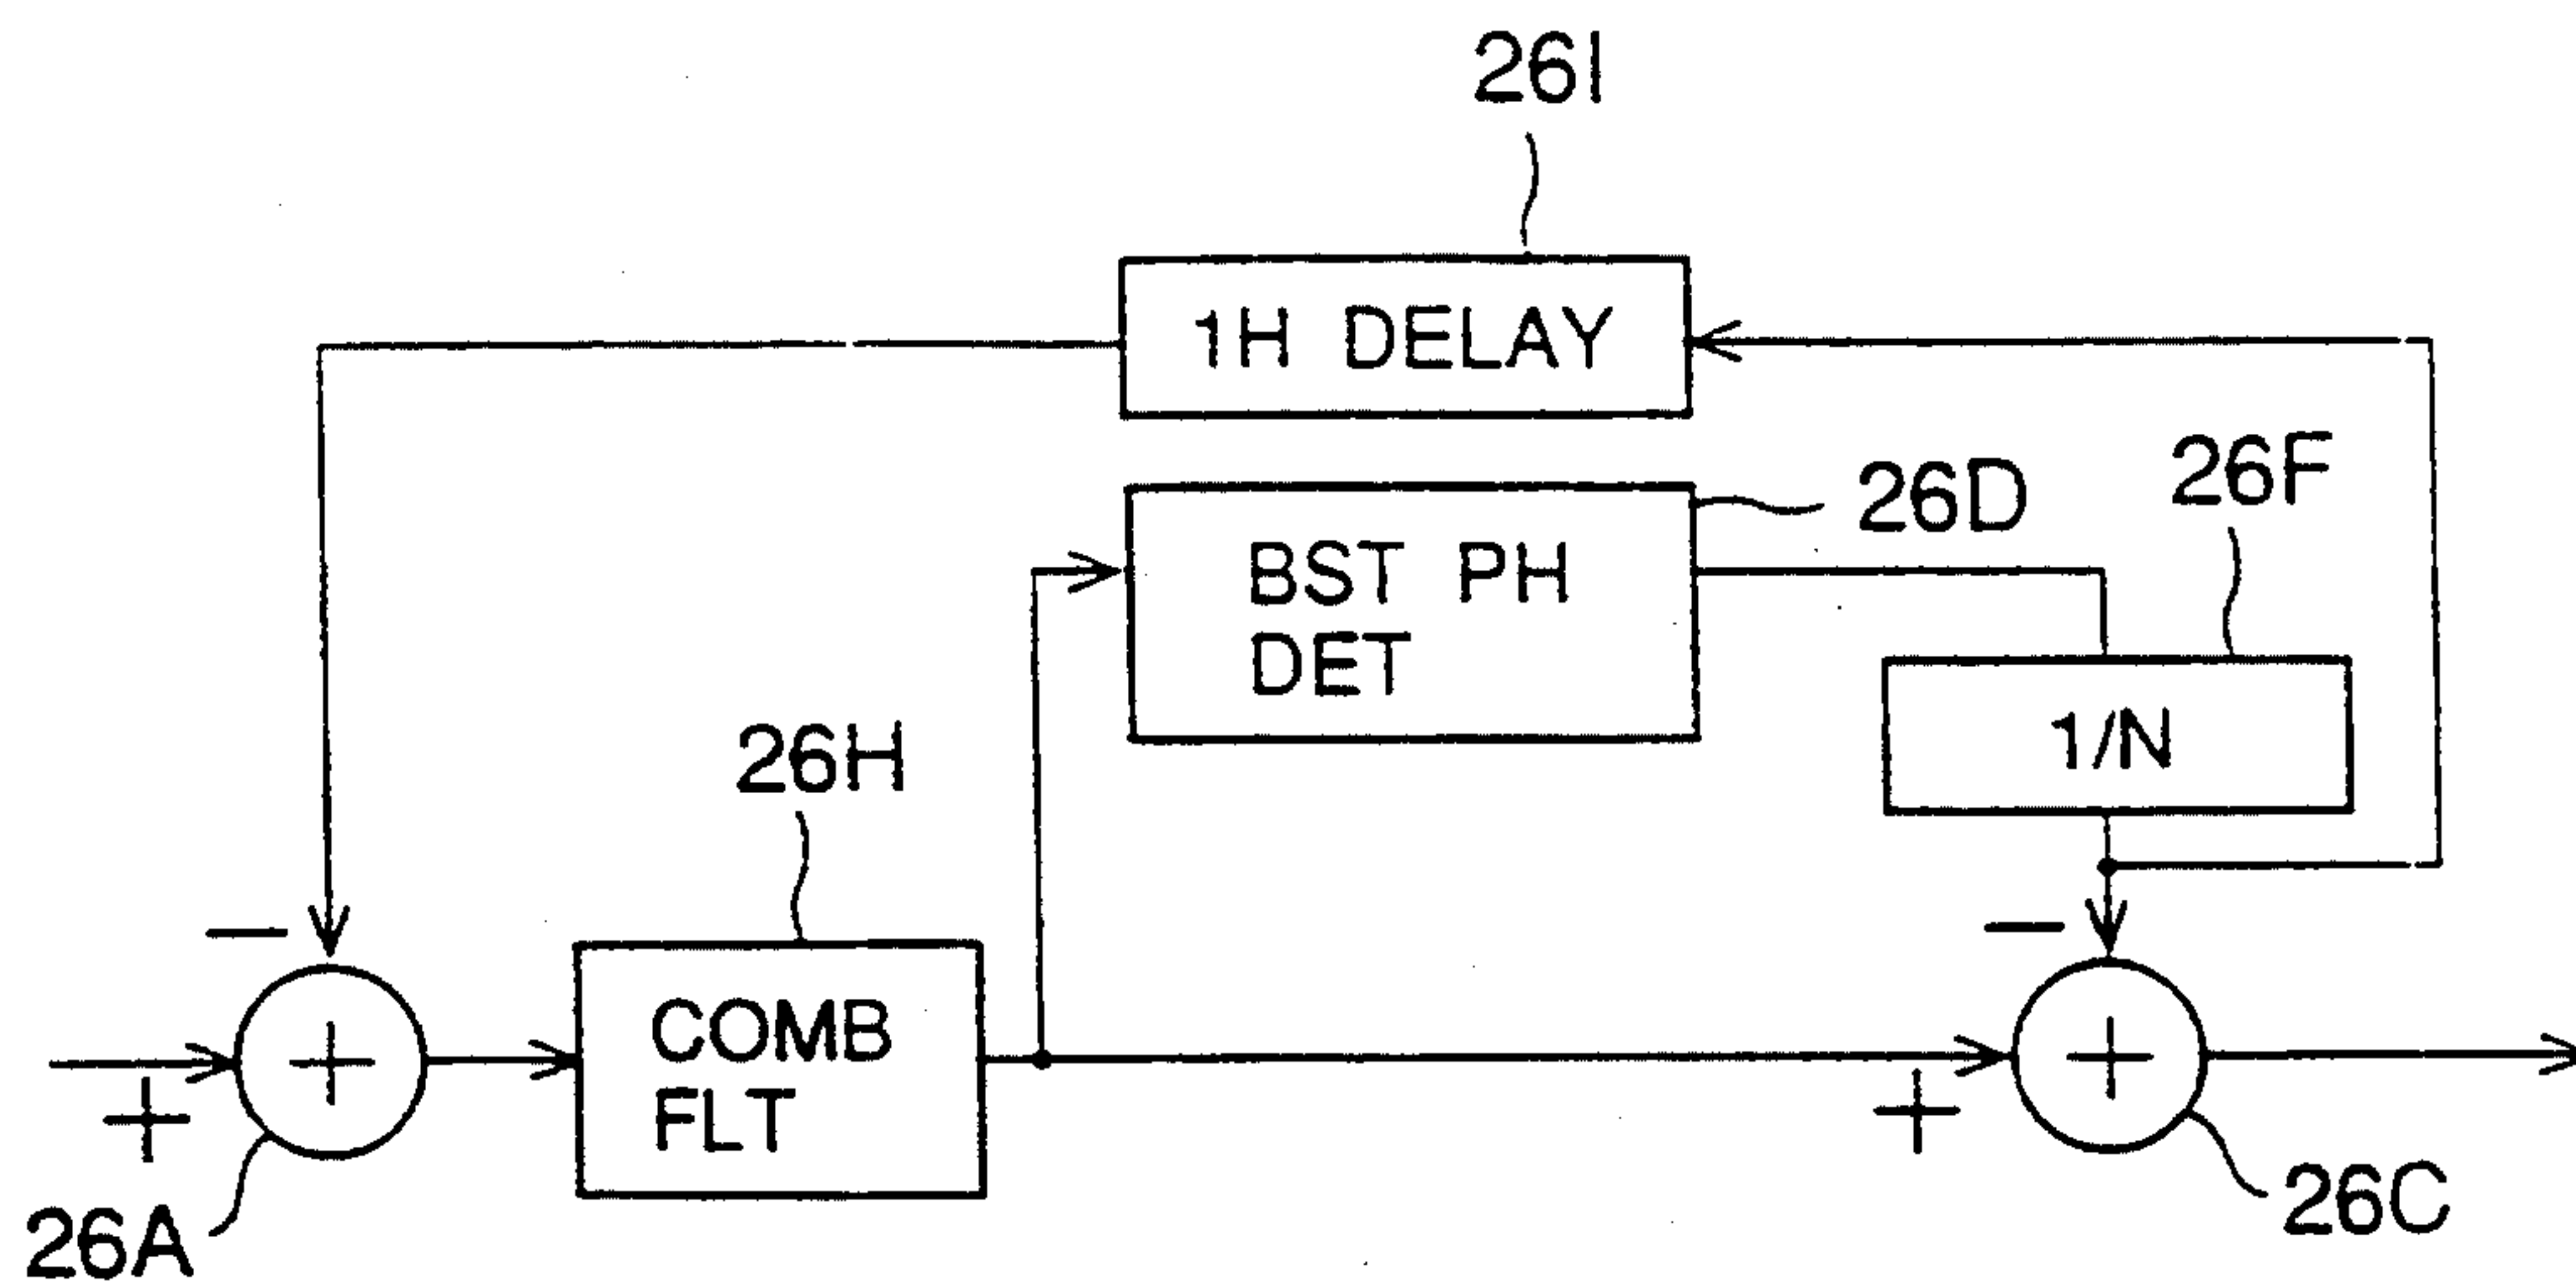 26I
1H DELAY
26D
26F
BST PH
DET
1/N
26H
−
−
COMB
FLT
+
+
+
+
26A
26C